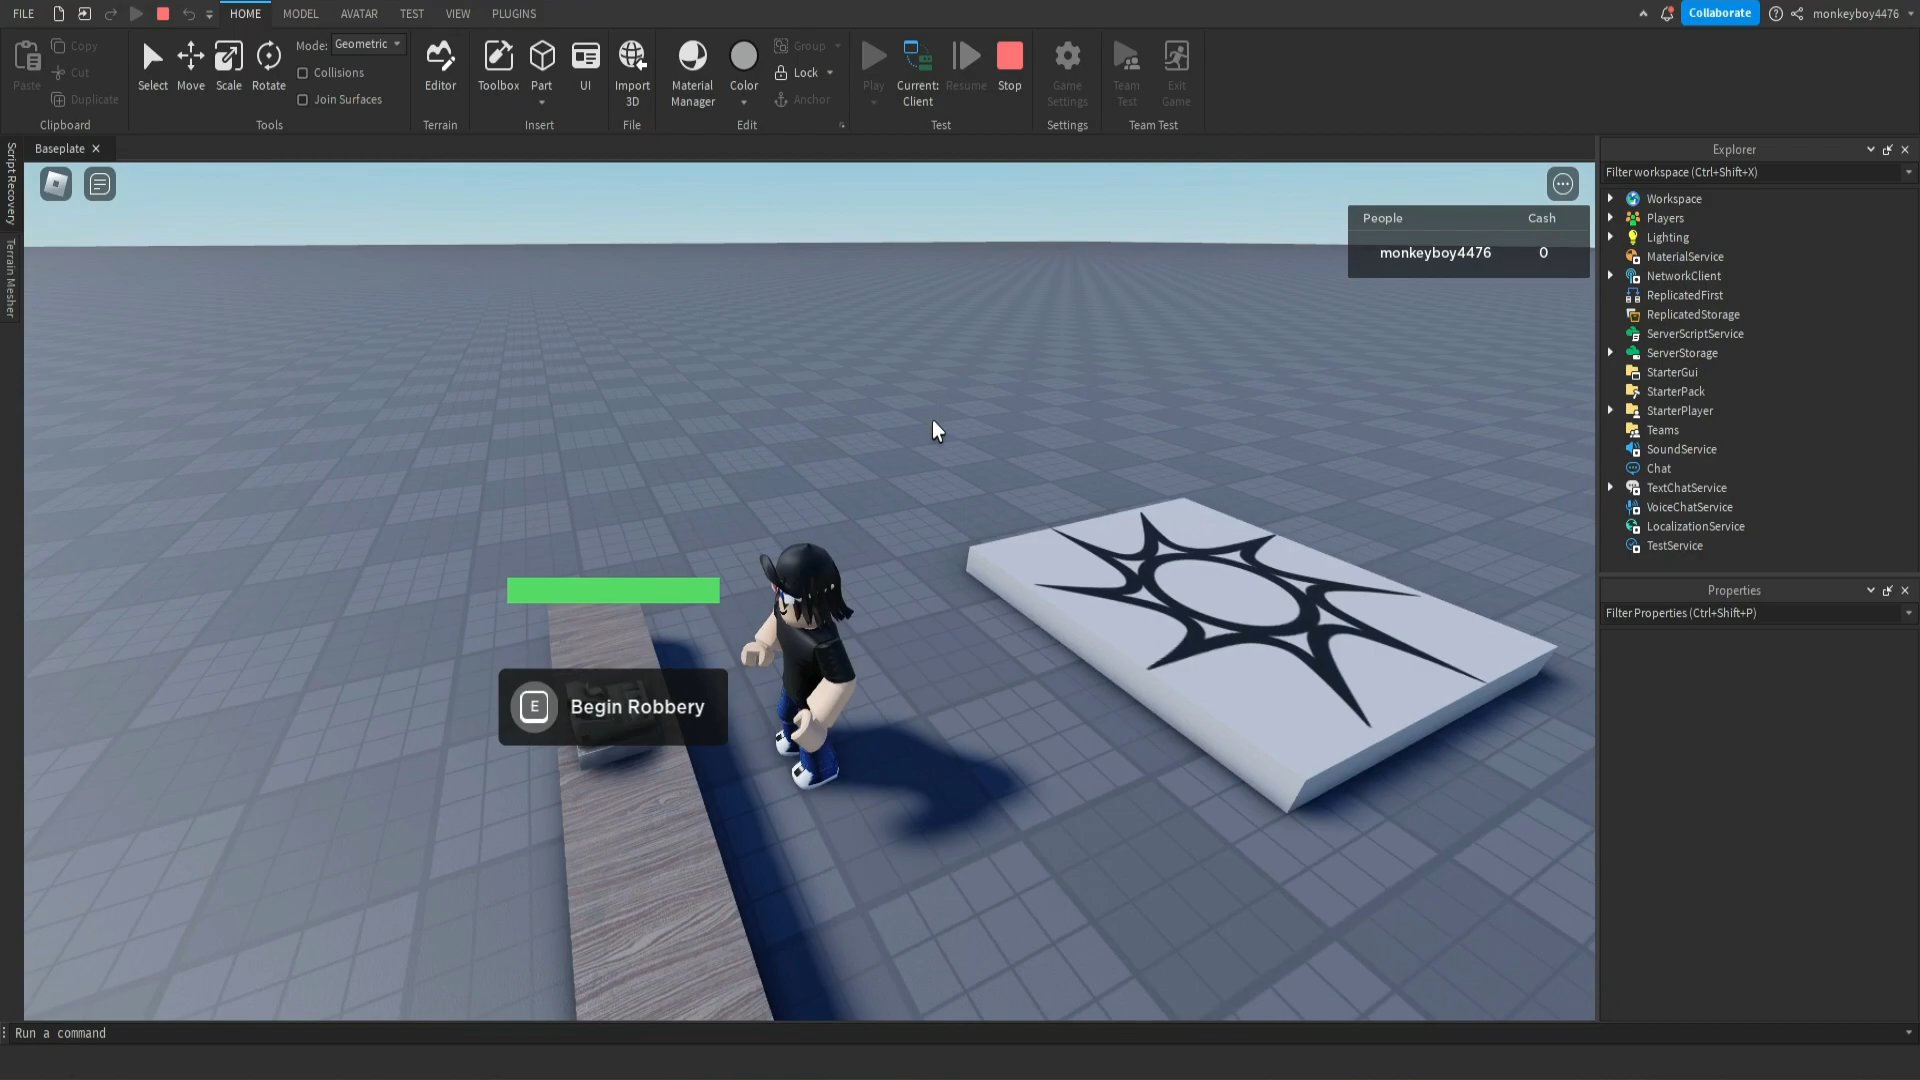 FILE HOME MODEL AVATAR TEST VIEW PLUGINS Collaborate monkeyboy4476
Paste Copy Cut Duplicate Clipboard
Select Move Scale Rotate Mode: Geometric Collisions Join Surfaces Tools
Editor Terrain
Toolbox Part UI Insert
Import 3D File
Material Manager Color Group Lock Anchor Edit
Play Current: Client Resume Stop Test
Game Settings Settings
Team Test Exit Game Team Test
Script Recovery
Terrain Mesher
Baseplate
People Cash
monkeyboy4476 0
E Begin Robbery
Explorer
Filter workspace (Ctrl+Shift+X)
Workspace
Players
Lighting
MaterialService
NetworkClient
ReplicatedFirst
ReplicatedStorage
ServerScriptService
ServerStorage
StarterGui
StarterPack
StarterPlayer
Teams
SoundService
Chat
TextChatService
VoiceChatService
LocalizationService
TestService
Properties
Filter Properties (Ctrl+Shift+P)
Run a command